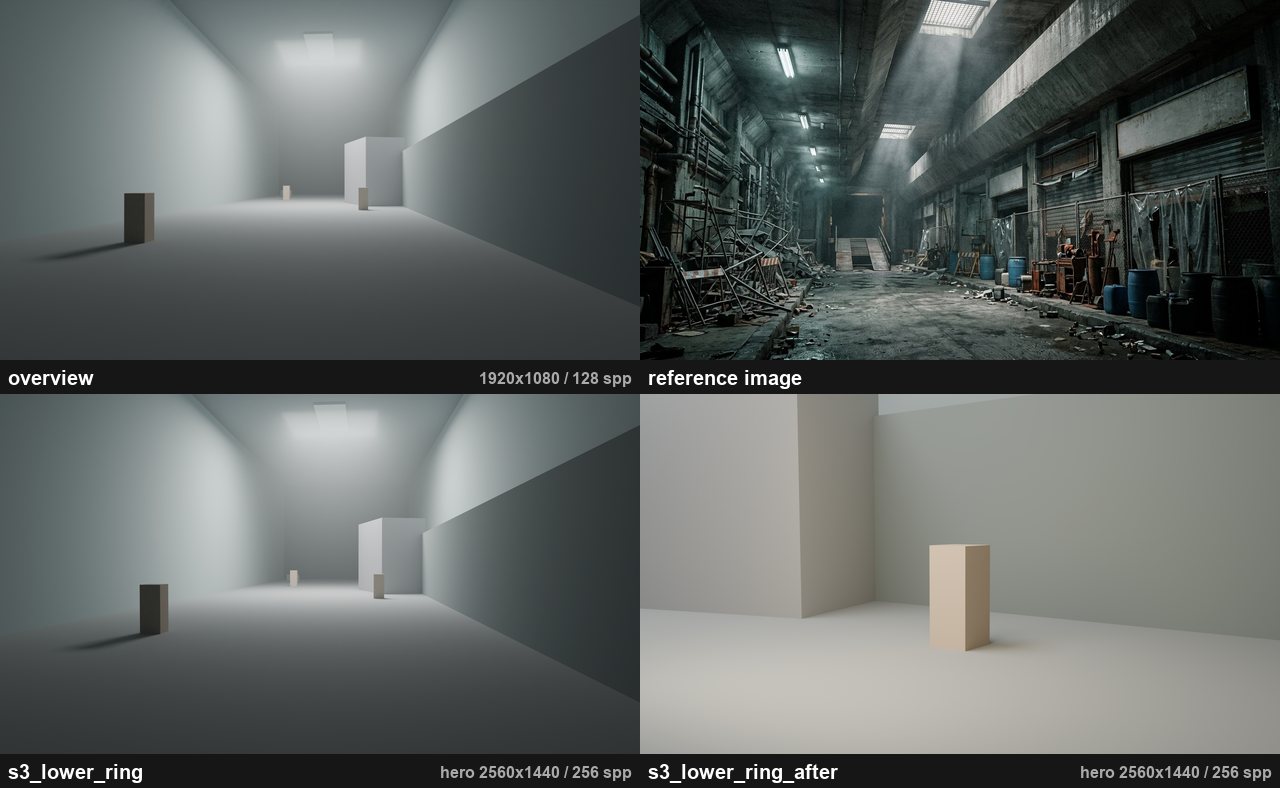 overview
1920x1080 / 128 spp
reference image
s3_lower_ring
hero 2560x1440 / 256 spp
s3_lower_ring_after
hero 2560x1440 / 256 spp